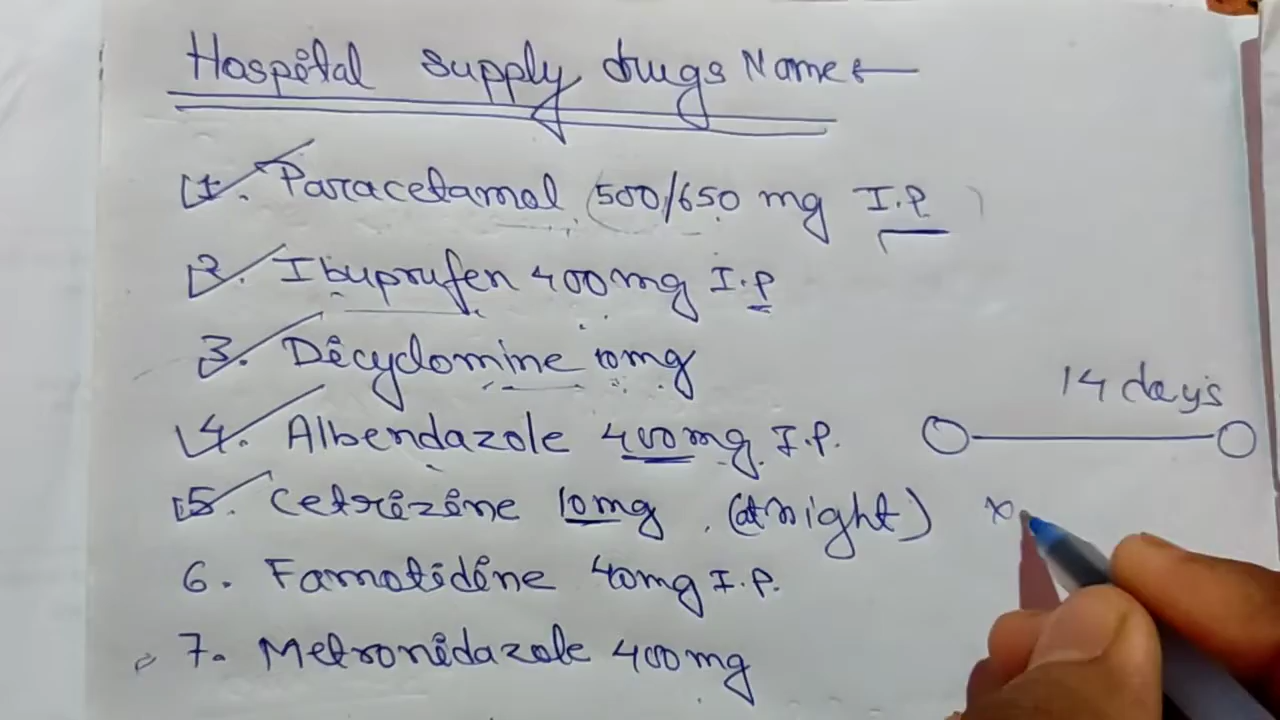 Hospital supply drugs Name :-
1. Paracetamol (500/650 mg I.P)
2. Ibuprufen 400mg I.P
3. Dicyclomine 10mg
4. Albendazole 400mg I.P.
14 days
5. Cetrizine 10mg (at night) x
6. Famotidine 40mg I.P.
7. Metronidazole 400mg